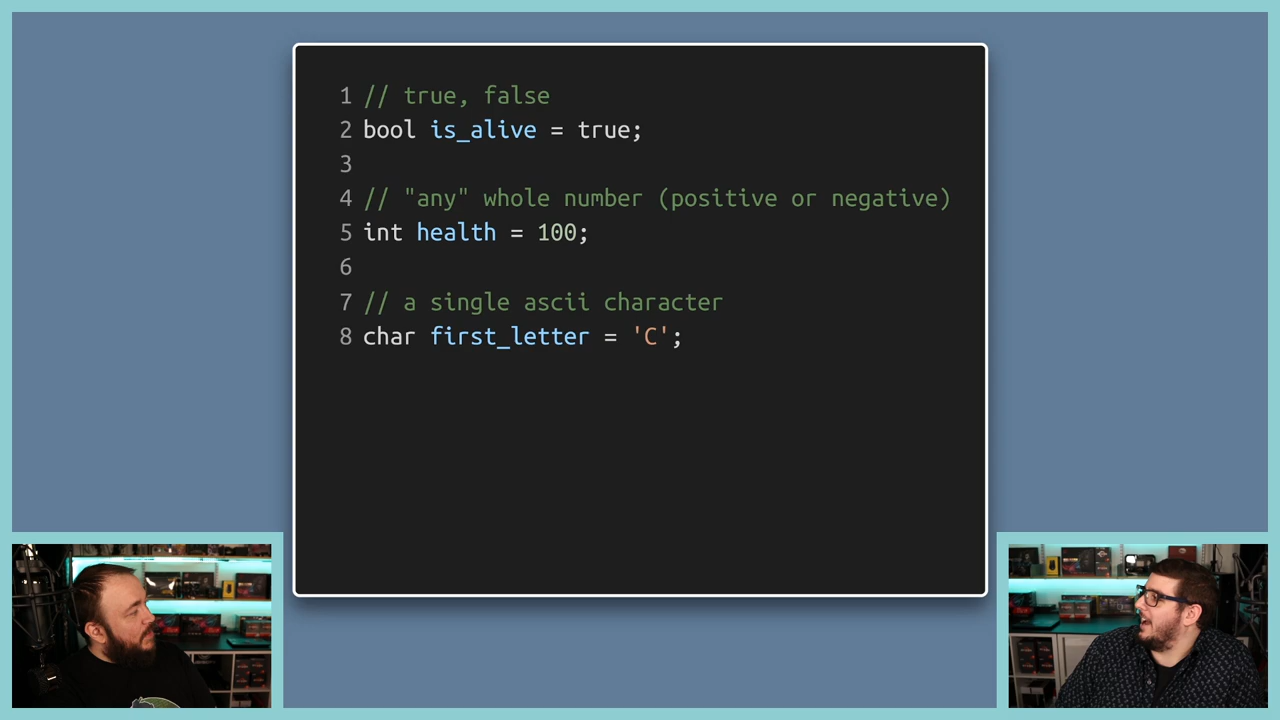 1 // true, false
2 bool is_alive = true;
3
4 // "any" whole number (positive or negative)
5 int health = 100;
6
7 // a single ascii character
8 char first_letter = 'C';